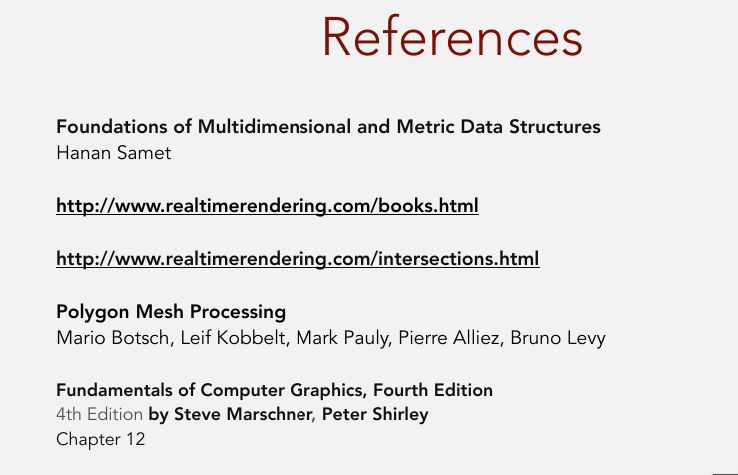 References
Foundations of Multidimensional and Metric Data Structures
Hanan Samet
http://www.realtimerendering.com/books.html
http://www.realtimerendering.com/intersections.html
Polygon Mesh Processing
Mario Botsch, Leif Kobbelt, Mark Pauly, Pierre Alliez, Bruno Levy
Fundamentals of Computer Graphics, Fourth Edition
4th Edition by Steve Marschner, Peter Shirley
Chapter 12